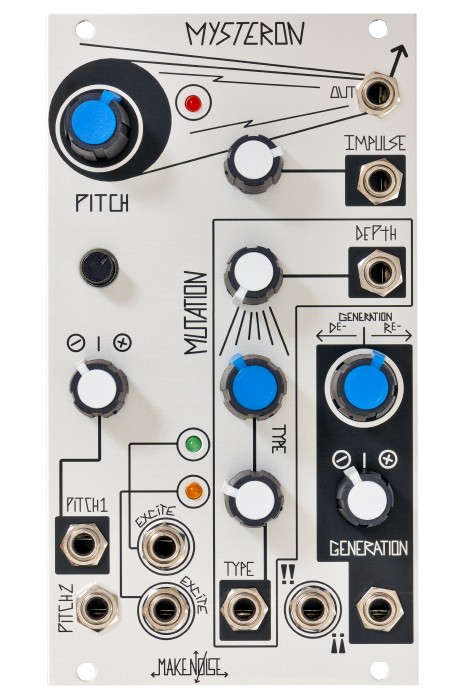 MYSTERON
OUT
IMPULSE
PITCH
DEPTH
MUTATION
GENERATION
DE- RE-
TYPE
PITCH1
EXCITE
GENERATION
TYPE
PITCH2
EXCITE
!!
¡¡
MAKENOISE